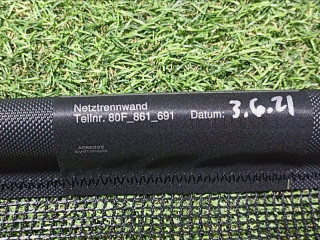 Netztrennwand
Teilnr. 80F_861_691 Datum: 3.6.21